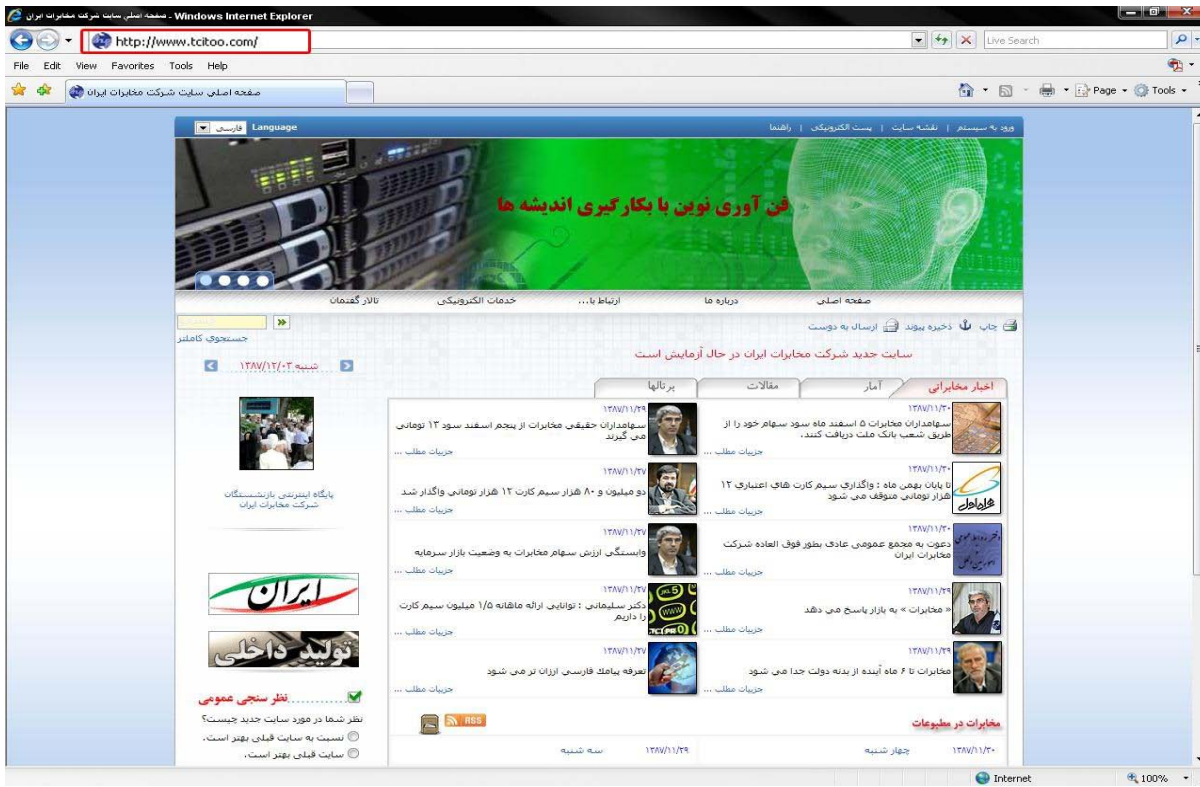 صفحه اصلی سایت شرکت مخابرات ایران - Windows Internet Explorer
http://www.tcitoo.com/
Live Search
File Edit View Favorites Tools Help
صفحه اصلی سایت شرکت مخابرات ایران
Page Tools
ورود به سیستم | نقشه سایت | پست الکترونیکی | راهنما
Language فارسی
فن آوری نوین با بکارگیری اندیشه ها
صفحه اصلی درباره ما ارتباط با... خدمات الکترونیکی تالار گفتمان
چاپ ذخیره پیوند ارسال به دوست
جستجوی کاملتر
سایت جدید شرکت مخابرات ایران در حال آزمایش است
شنبه ۱۳۸۷/۱۲/۰۳
اخبار مخابراتی آمار مقالات پرتالها
۱۳۸۷/۱۱/۳۰
سهامداران مخابرات ۵ اسفند ماه سود سهام خود را از
طریق شعب بانک ملت دریافت کنند.
جزییات مطلب ...
۱۳۸۷/۱۱/۲۹
سهامداران حقیقی مخابرات از پنجم اسفند سود ۱۳ تومانی
می گیرند
جزییات مطلب ...
۱۳۸۷/۱۱/۳۰
تا پایان بهمن ماه : واگذاری سیم کارت های اعتباری ۱۲
هزار تومانی متوقف می شود
جزییات مطلب ...
همراه اول
۱۳۸۷/۱۱/۲۷
دو میلیون و ۸۰ هزار سیم کارت ۱۲ هزار تومانی واگذار شد
جزییات مطلب ...
۱۳۸۷/۱۱/۳۰
دعوت به مجمع عمومی عادی بطور فوق العاده شرکت
مخابرات ایران
جزییات مطلب ...
دفتر روابط عمومی
و
امور بین الملل
۱۳۸۷/۱۱/۲۷
وابستگی ارزش سهام مخابرات به وضعیت بازار سرمایه
جزییات مطلب ...
۱۳۸۷/۱۱/۲۹
« مخابرات » به بازار پاسخ می دهد
جزییات مطلب ...
۱۳۸۷/۱۱/۲۷
دکتر سلیمانی : توانایی ارائه ماهانه ۱/۵ میلیون سیم کارت
را داریم
جزییات مطلب ...
۱۳۸۷/۱۱/۲۹
مخابرات تا ۶ ماه آینده از بدنه دولت جدا می شود
جزییات مطلب ...
۱۳۸۷/۱۱/۲۷
تعرفه پیامک فارسی ارزان تر می شود
جزییات مطلب ...
مخابرات در مطبوعات
RSS
۱۳۸۷/۱۱/۳۰ چهار شنبه
۱۳۸۷/۱۱/۲۹ سه شنبه
پایگاه اینترنتی بازنشستگان
شرکت مخابرات ایران
ایران
تولید داخلی
نظر سنجی عمومی
نظر شما در مورد سایت جدید چیست؟
نسبت به سایت قبلی بهتر است.
سایت قبلی بهتر است.
Internet 100%